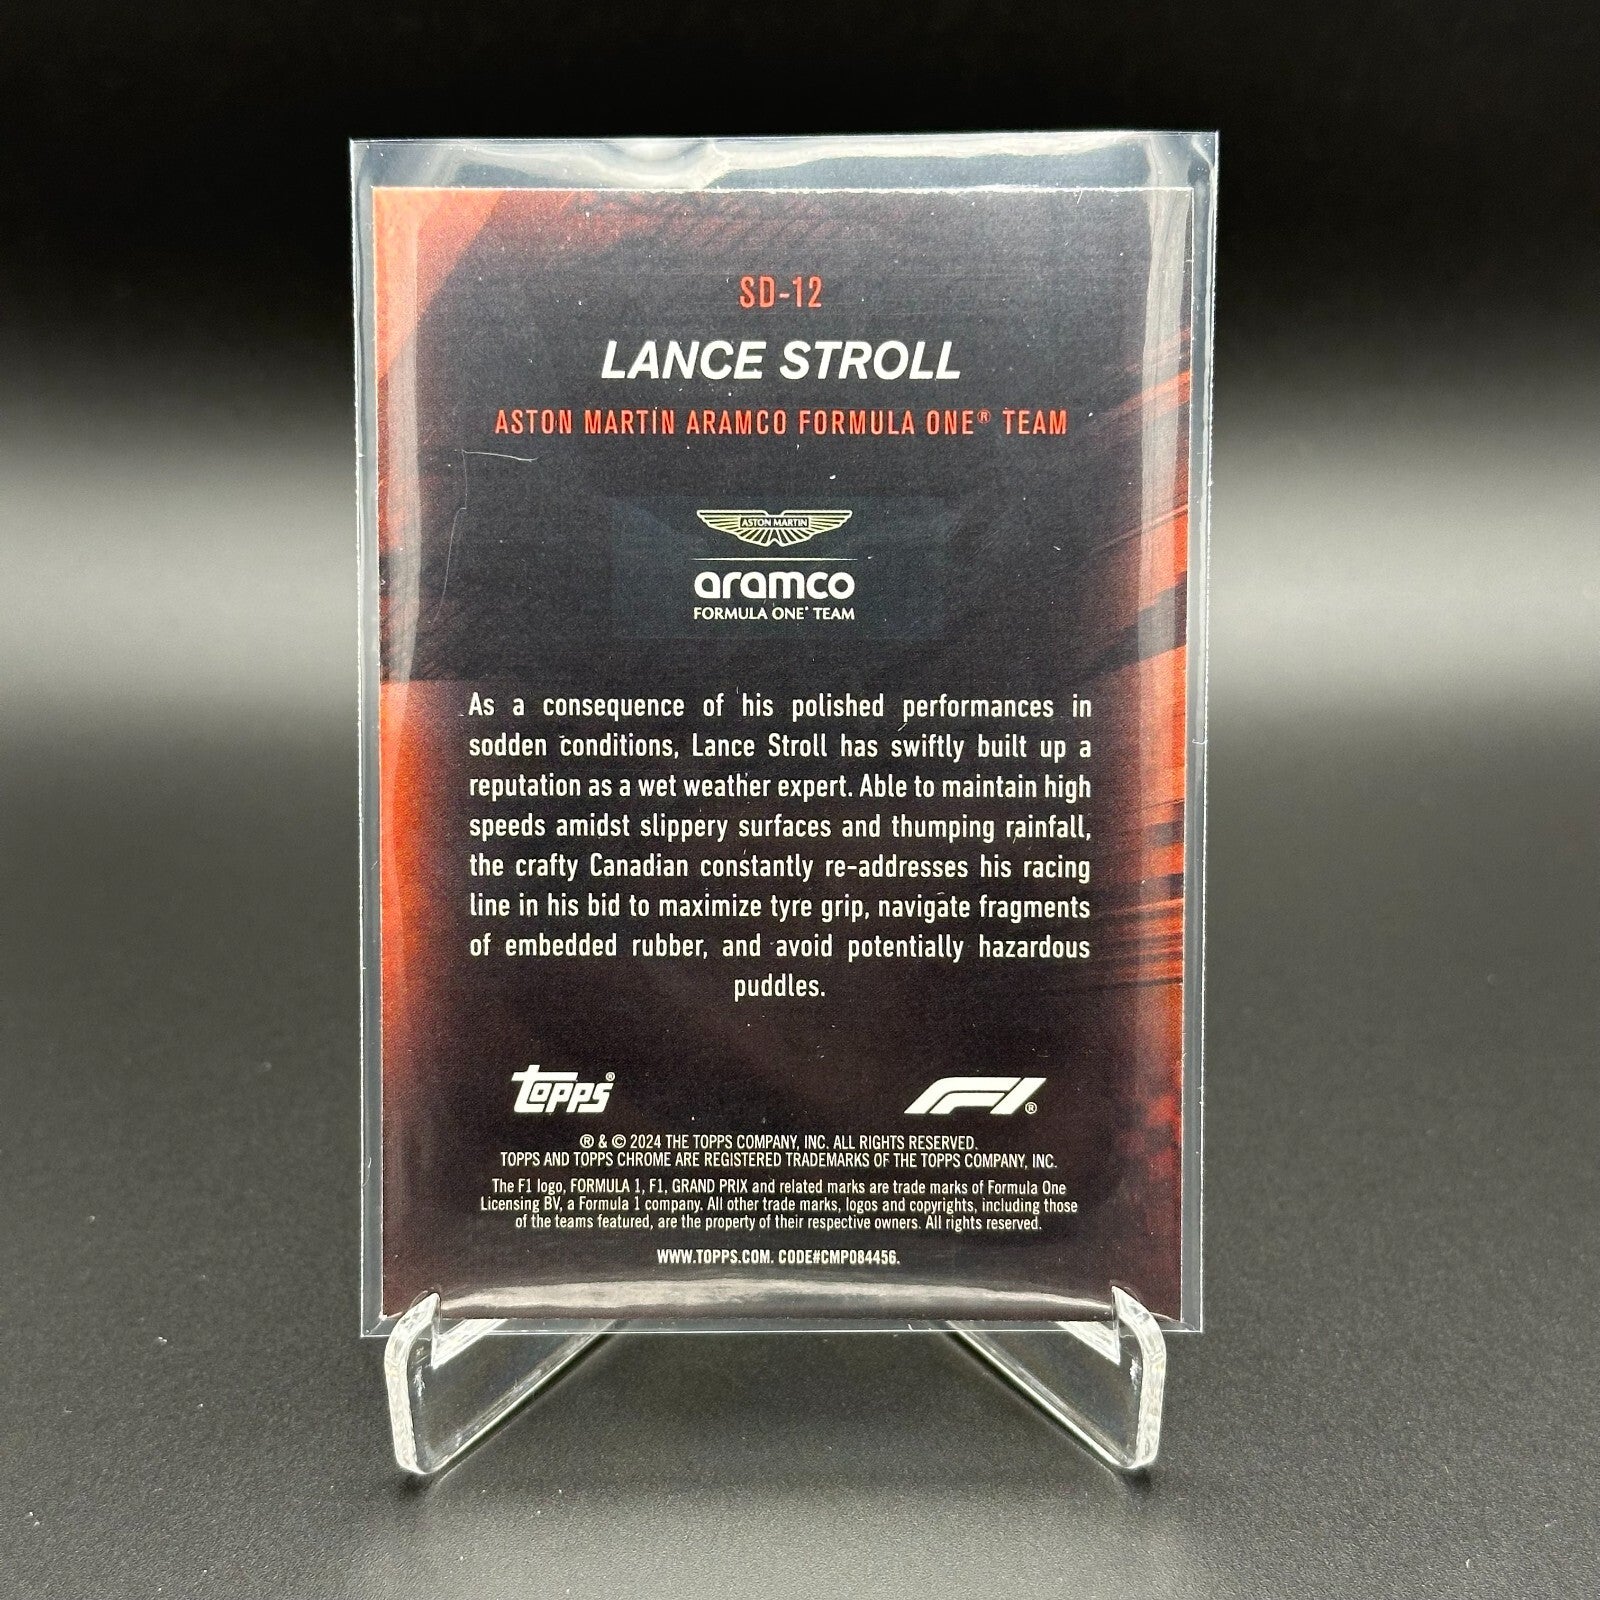 SD-12
LANCE STROLL
ASTON MARTIN ARAMCO FORMULA ONE® TEAM
ASTON MARTIN
aramco
FORMULA ONE® TEAM
As a consequence of his polished performances in
sodden conditions, Lance Stroll has swiftly built up a
reputation as a wet weather expert. Able to maintain high
speeds amidst slippery surfaces and thumping rainfall,
the crafty Canadian constantly re-addresses his racing
line in his bid to maximize tyre grip, navigate fragments
of embedded rubber, and avoid potentially hazardous
puddles.
Topps® F1®
® & © 2024 THE TOPPS COMPANY, INC. ALL RIGHTS RESERVED.
TOPPS AND TOPPS CHROME ARE REGISTERED TRADEMARKS OF THE TOPPS COMPANY, INC.
The F1 logo, FORMULA 1, F1, GRAND PRIX and related marks are trade marks of Formula One
Licensing BV, a Formula 1 company. All other trade marks, logos and copyrights, including those
of the teams featured, are the property of their respective owners. All rights reserved.
WWW.TOPPS.COM. CODE#CMP084456.